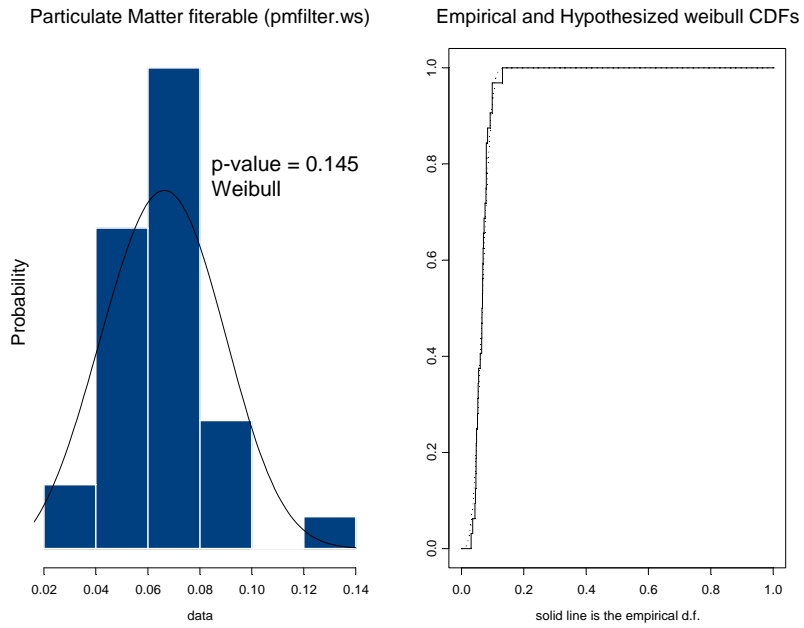 Particulate Matter fiterable (pmfilter.ws)
p-value = 0.145
Weibull
Probability
0.02 0.04 0.06 0.08 0.10 0.12 0.14
data
Empirical and Hypothesized weibull CDFs
1.0
0.8
0.6
0.4
0.2
0.0
0.0 0.2 0.4 0.6 0.8 1.0
solid line is the empirical d.f.